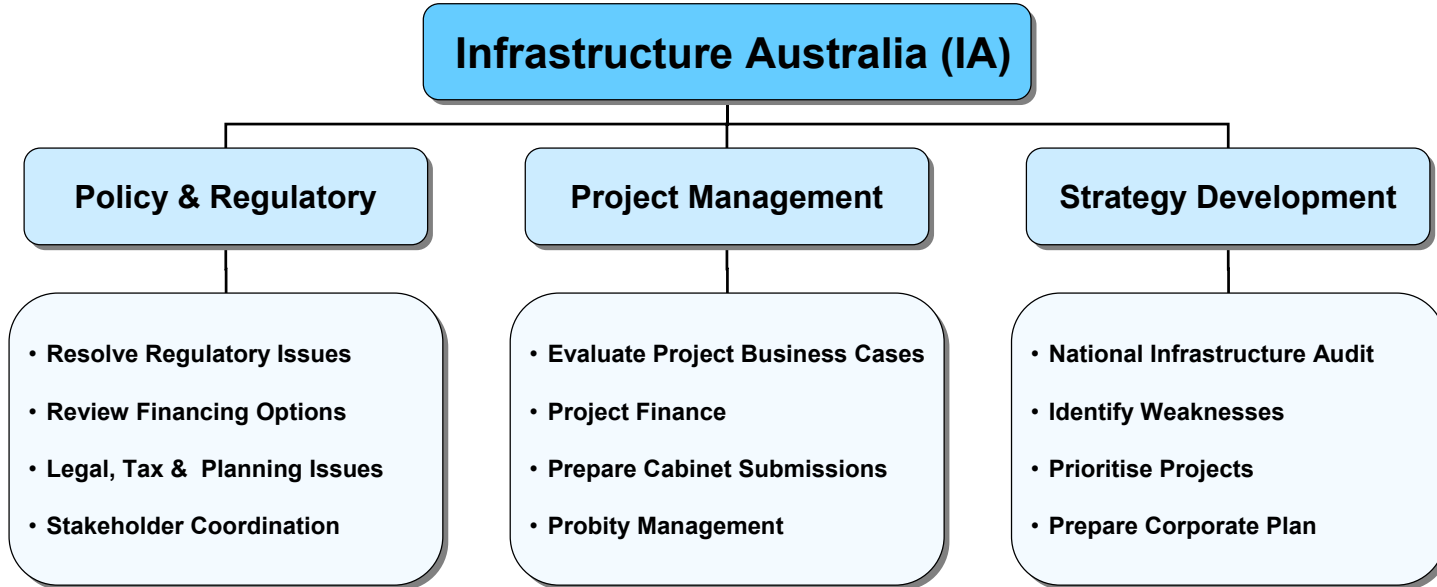 Infrastructure Australia (IA)
Policy & Regulatory
Project Management
Strategy Development
• Resolve Regulatory Issues
• Review Financing Options
• Legal, Tax &  Planning Issues
• Stakeholder Coordination
• Evaluate Project Business Cases
• Project Finance
• Prepare Cabinet Submissions
• Probity Management
• National Infrastructure Audit
• Identify Weaknesses
• Prioritise Projects
• Prepare Corporate Plan